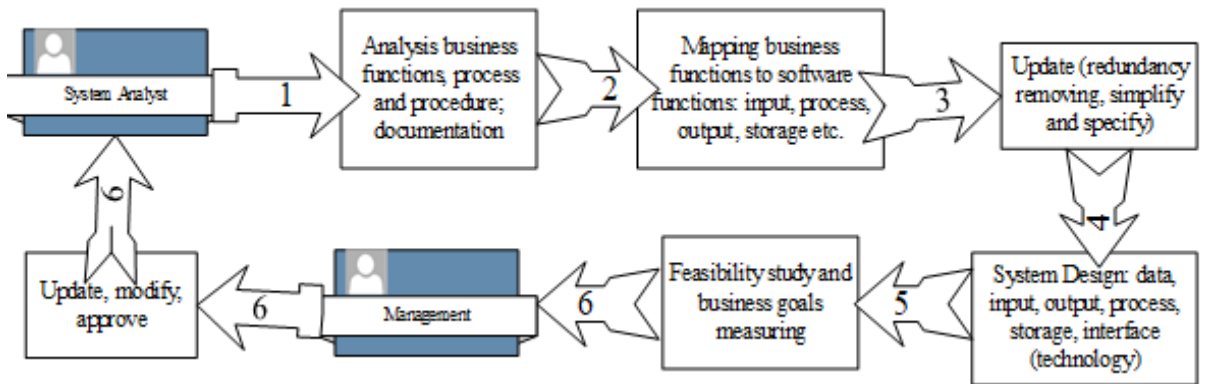 System Analyst
1
Analysis business
functions, process
and procedure;
documentation
2
Mapping business
functions to software
functions: input, process,
output, storage etc.
3
Update (redundancy
removing, simplify
and specify)
4
System Design: data,
input, output, process,
storage, interface
(technology)
5
Feasibility study and
business goals
measuring
6
Management
6
Update, modify,
approve
6